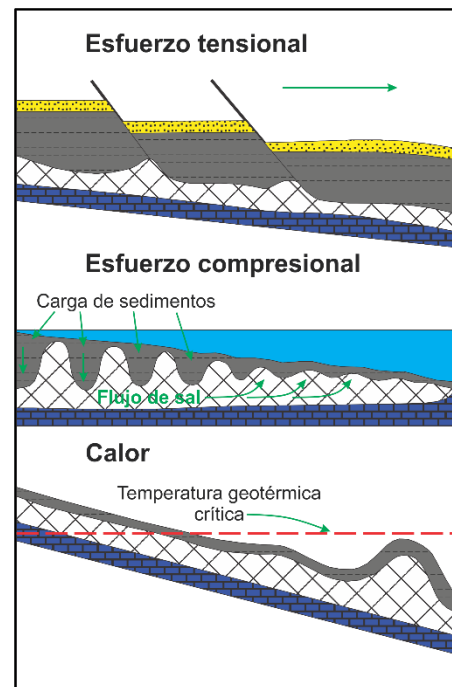 Esfuerzo tensional
Esfuerzo compresional
Carga de sedimentos
Flujo de sal
Calor
Temperatura geotérmica
crítica